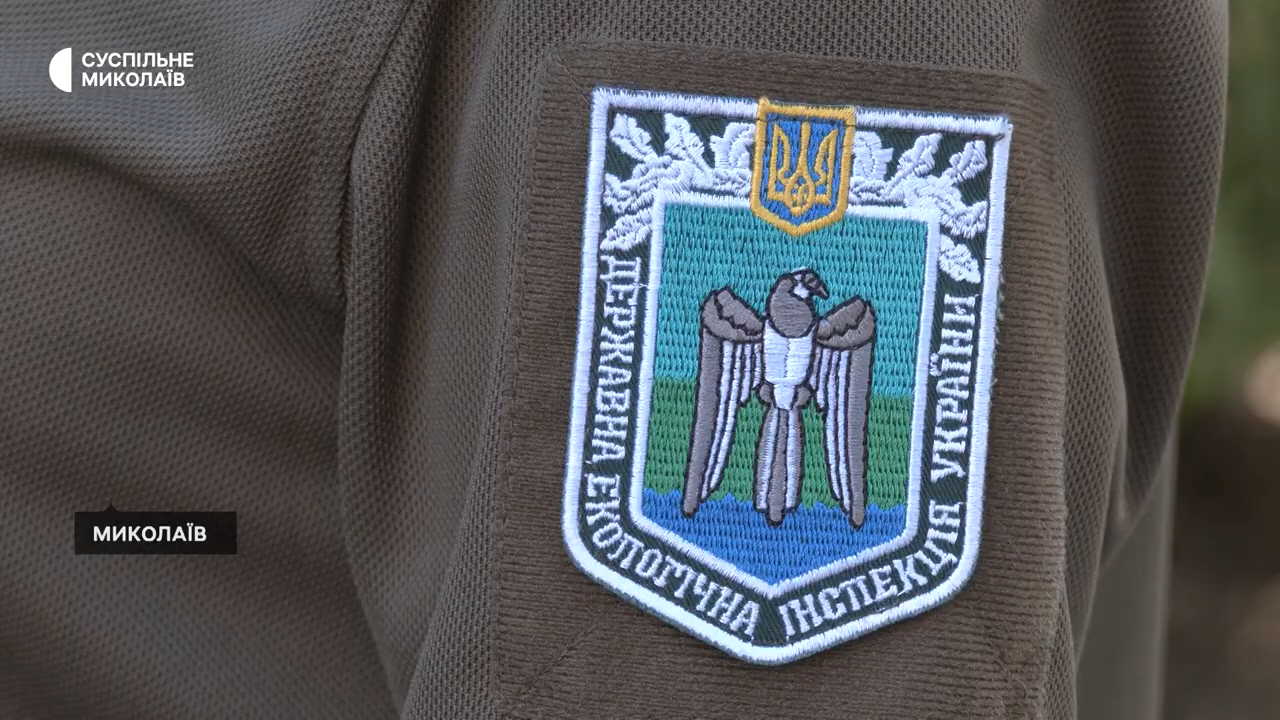 СУСПІЛЬНЕ
МИКОЛАЇВ
ДЕРЖАВНА ЕКОЛОГІЧНА ІНСПЕКЦІЯ УКРАЇНИ
МИКОЛАЇВ